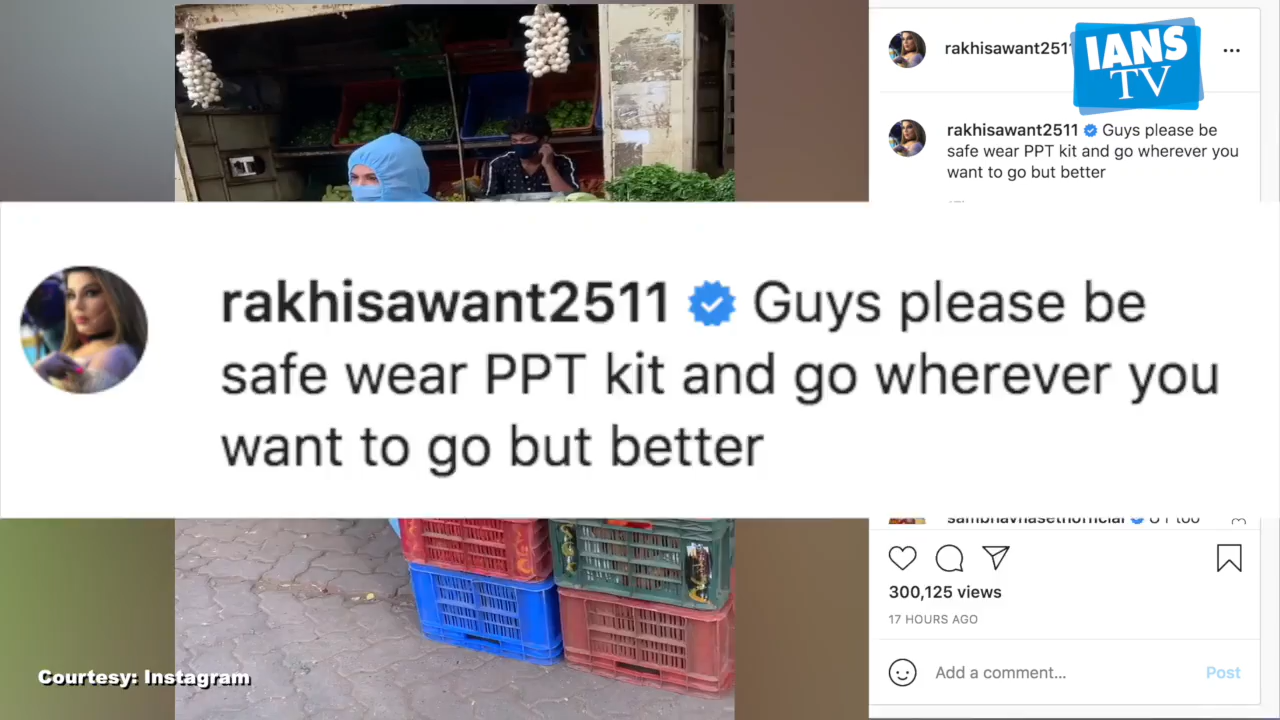 rakhisawant2511
IANS
TV
rakhisawant2511 Guys please be
safe wear PPT kit and go wherever you
want to go but better
rakhisawant2511 Guys please be
safe wear PPT kit and go wherever you
want to go but better
300,125 views
17 HOURS AGO
Add a comment...
Post
Courtesy: Instagram